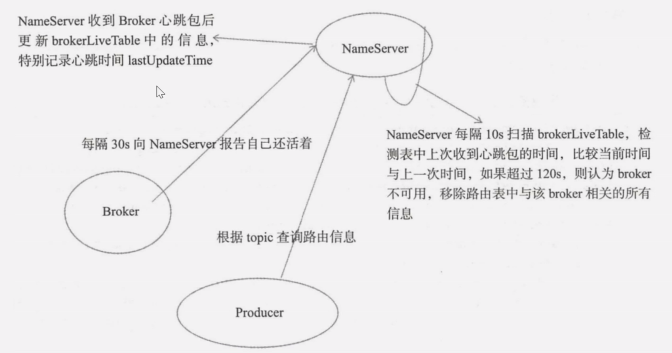 NameServer 收到 Broker 心跳包后
更新 brokerLiveTable 中的信息，
特别记录心跳时间 lastUpdateTime
NameServer
每隔 30s 向 NameServer 报告自己还活着
NameServer 每隔 10s 扫描 brokerLiveTable，检
测表中上次收到心跳包的时间，比较当前时间
与上一次时间，如果超过 120s，则认为 broker
不可用，移除路由表中与该 broker 相关的所有
信息
Broker
根据 topic 查询路由信息
Producer